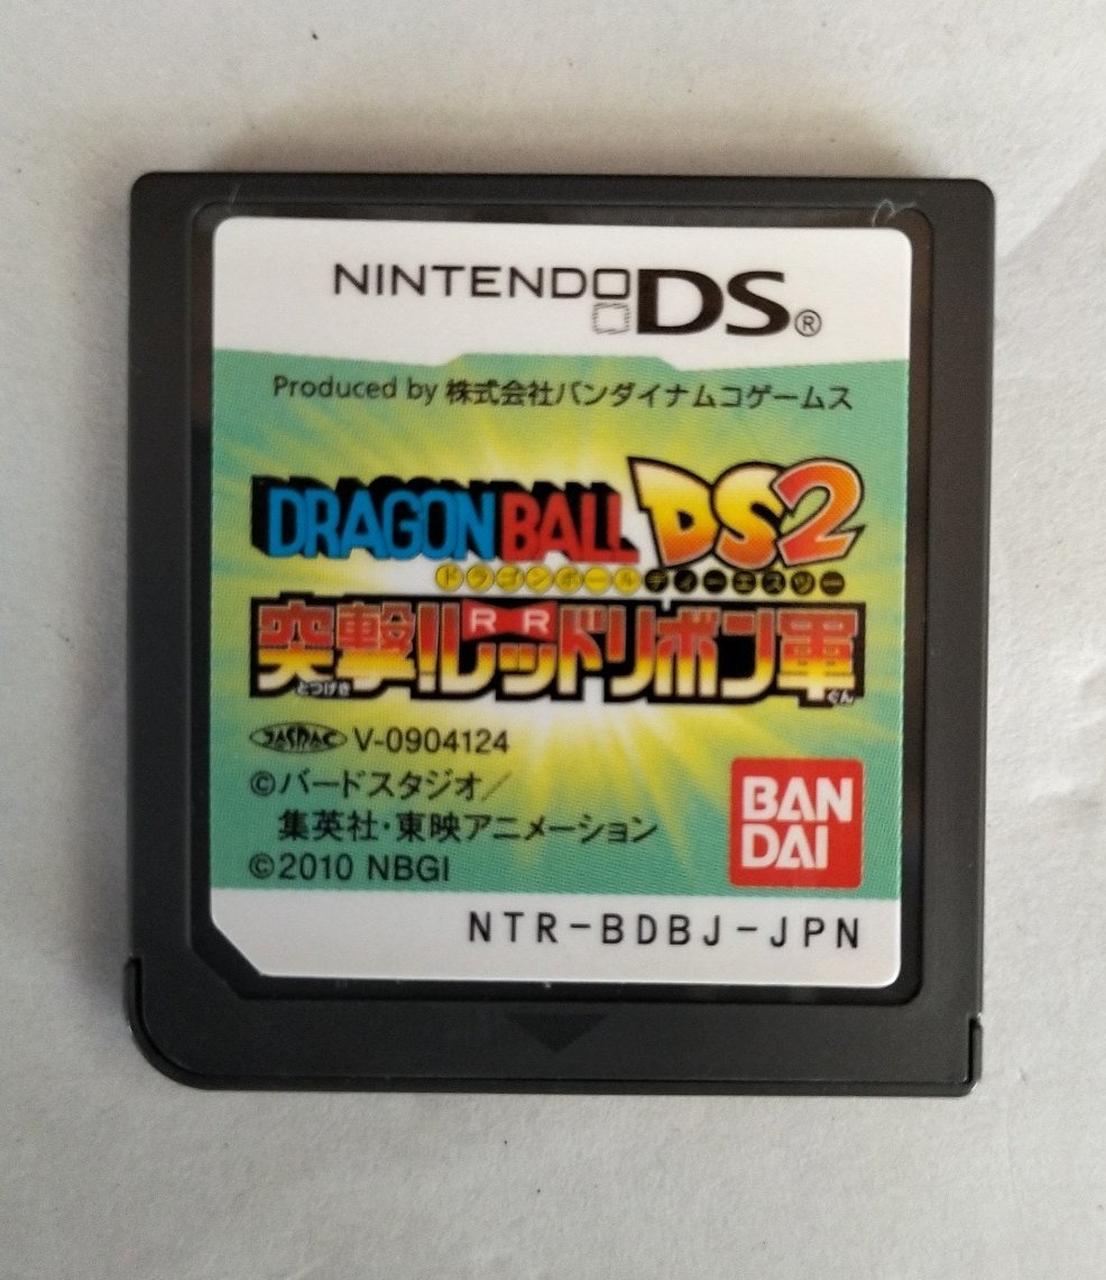 NINTENDO DS®
Produced by 株式会社バンダイナムコゲームス
DRAGON BALL DS2
ドラゴンボールディーエスツー
突撃!レッドリボン軍
RR
とつげき ぐん
JASRAC V-0904124
©バードスタジオ/
集英社・東映アニメーション
©2010 NBGI
BAN
DAI
NTR-BDBJ-JPN